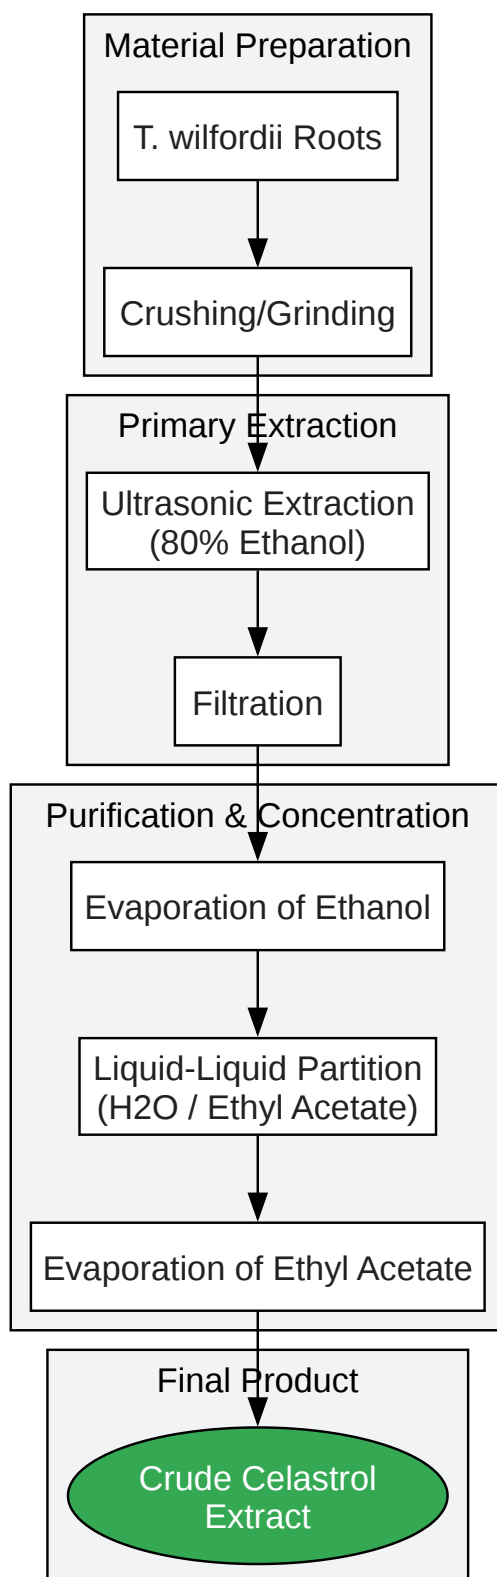 Material Preparation
T. wilfordii Roots
Crushing/Grinding
Primary Extraction
Ultrasonic Extraction
(80% Ethanol)
Filtration
Purification & Concentration
Evaporation of Ethanol
Liquid-Liquid Partition
(H2O / Ethyl Acetate)
Evaporation of Ethyl Acetate
Final Product
Crude Celastrol
Extract